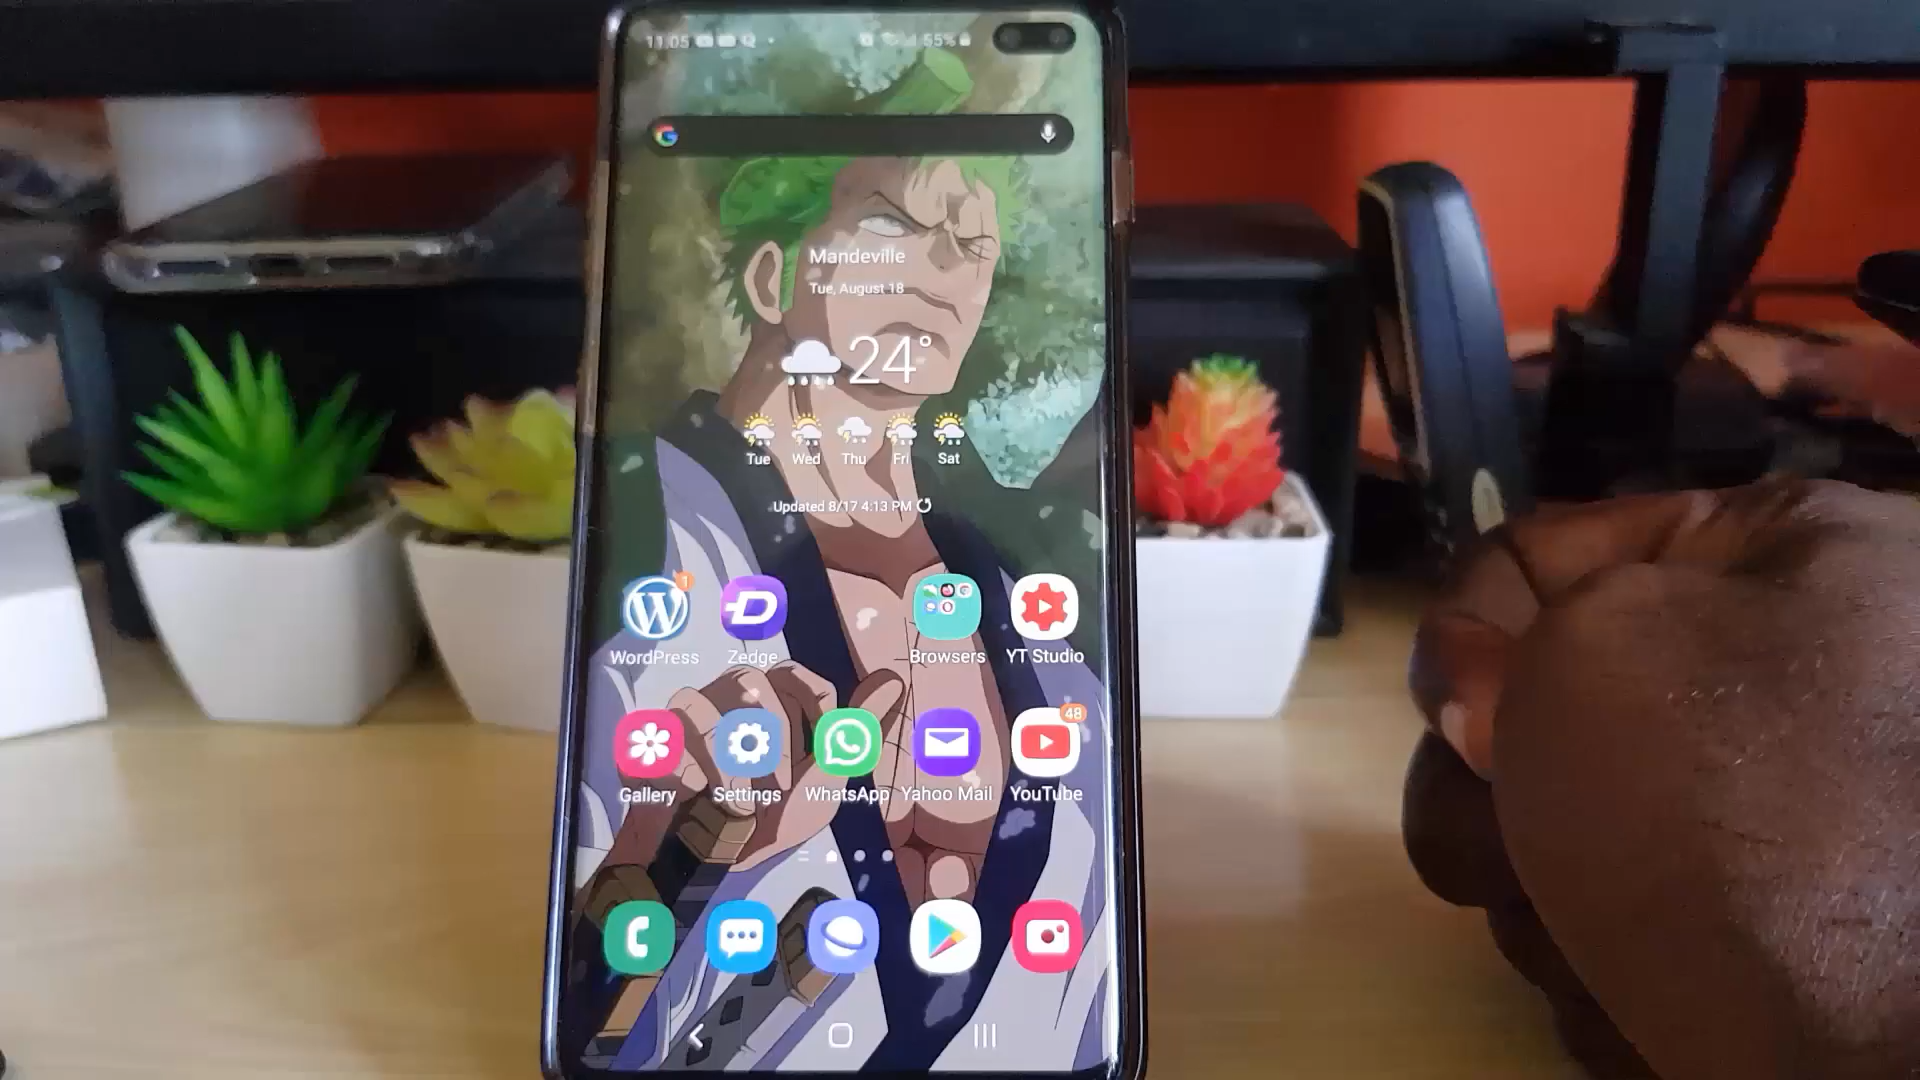 11:05
55%
Mandeville
Tue, August 18
24°
Tue Wed Thu Fri Sat
Updated 8/17 4:13 PM
1
WordPress Zedge Browsers YT Studio
48
Gallery Settings WhatsApp Yahoo Mail YouTube